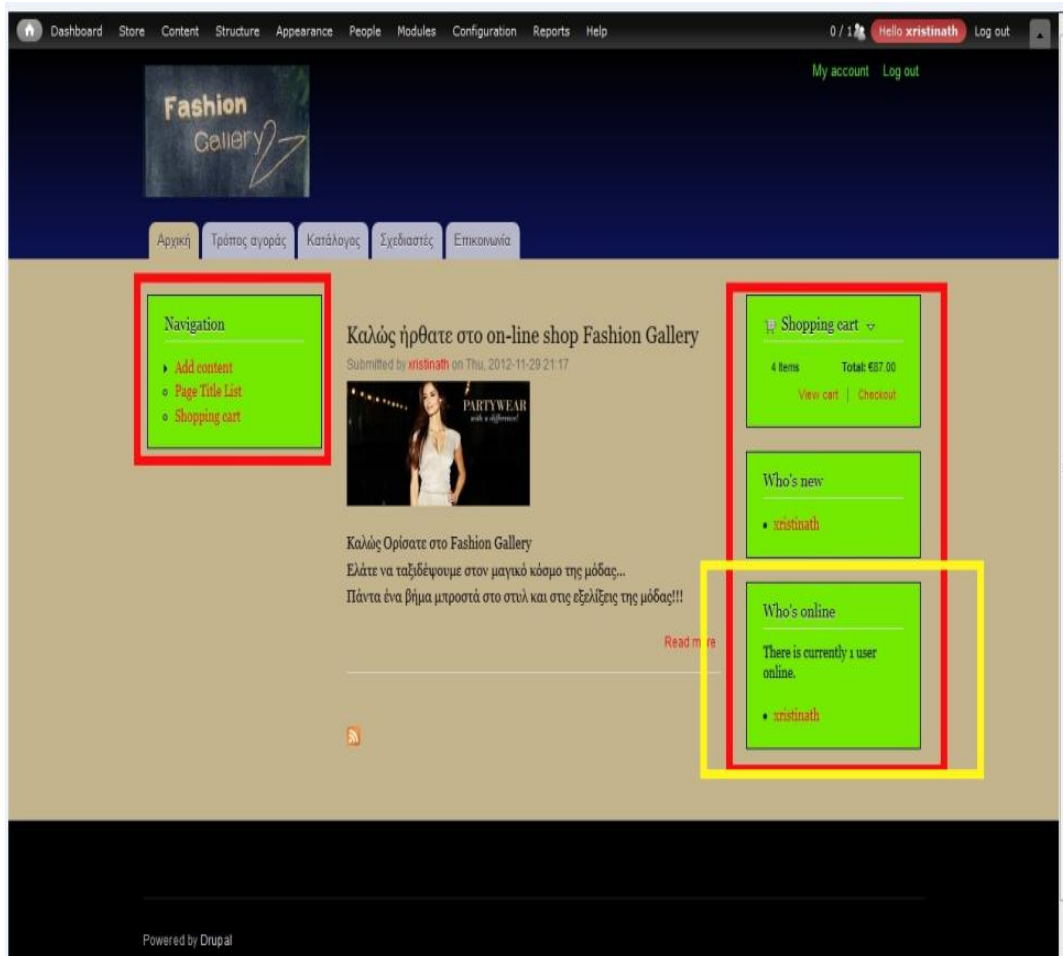 Dashboard Store Content Structure Appearance People Modules Configuration Reports Help 0 / 1 Hello xristinath Log out
My account Log out
Fashion
Gallery
Αρχική Τρόπος αγοράς Κατάλογος Σχεδιαστές Επικοινωνία
Navigation
Add content
Page Title List
Shopping cart
Καλώς ήρθατε στο on-line shop Fashion Gallery
Submitted by xristinath on Thu, 2012-11-29 21:17
PARTYWEAR
with a difference!
Καλώς Ορίσατε στο Fashion Gallery
Ελάτε να ταξιδέψουμε στον μαγικό κόσμο της μόδας...
Πάντα ένα βήμα μπροστά στο στυλ και στις εξελίξεις της μόδας!!!
Read more
Shopping cart
4 Items Total: €87.00
View cart | Checkout
Who's new
xristinath
Who's online
There is currently 1 user
online.
xristinath
Powered by Drupal